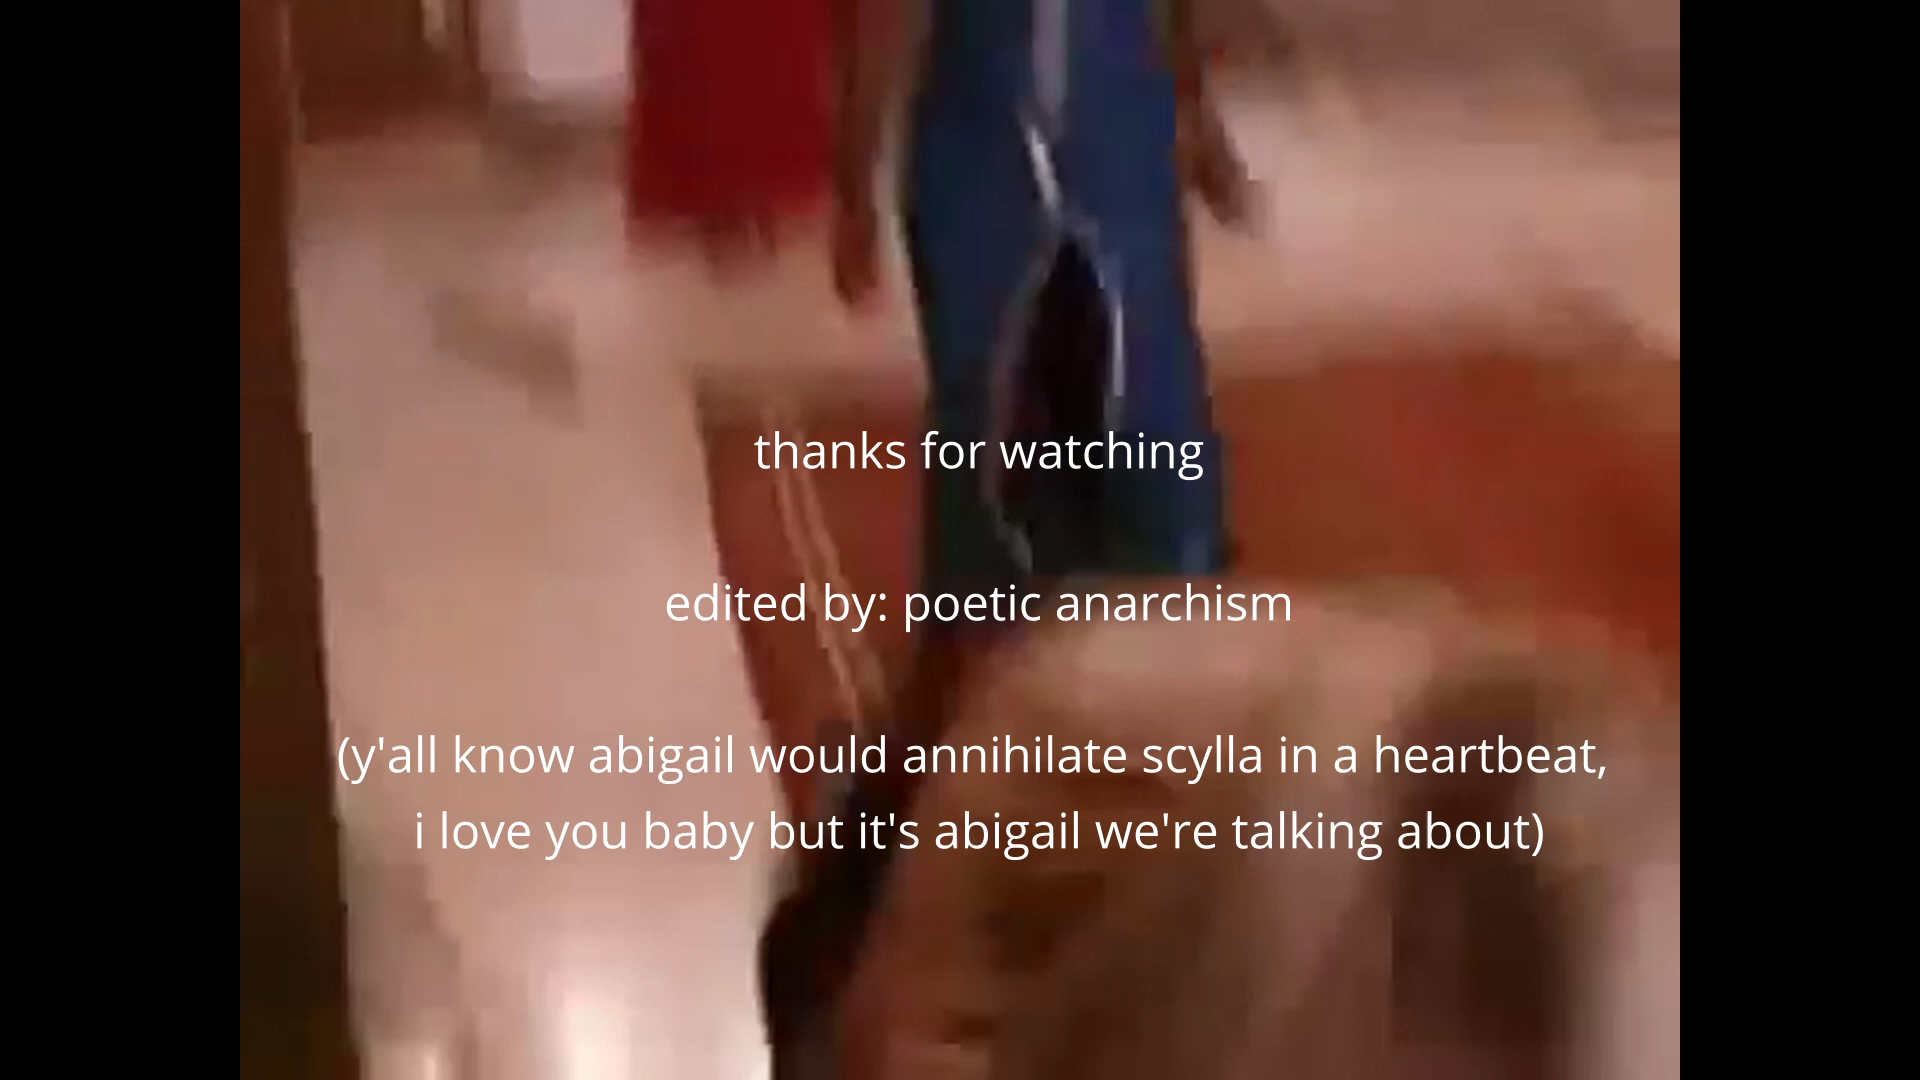 thanks for watching
edited by: poetic anarchism
(y'all know abigail would annihilate scylla in a heartbeat,
i love you baby but it's abigail we're talking about)